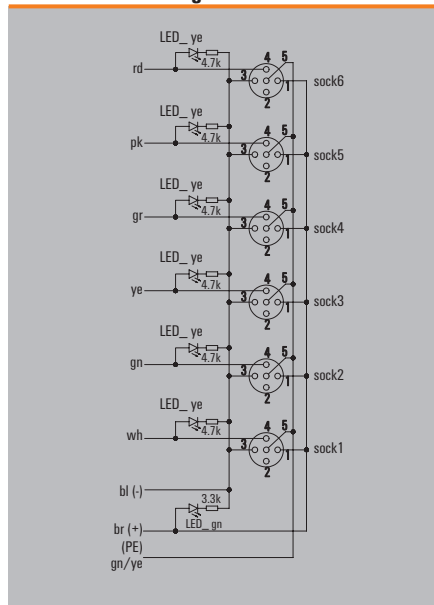 LED_ ye
4 5
rd 4.7k 3 1 sock6
2
LED_ ye
4 5
pk 4.7k 3 1 sock5
2
LED_ ye
4 5
gr 4.7k 3 1 sock4
2
LED_ ye
4 5
ye 4.7k 3 1 sock3
2
LED_ ye
4 5
gn 4.7k 3 1 sock2
2
LED_ ye
4 5
wh 4.7k 3 1 sock1
2
bl (-)
3.3k
br (+) LED_ gn
(PE)
gn/ye